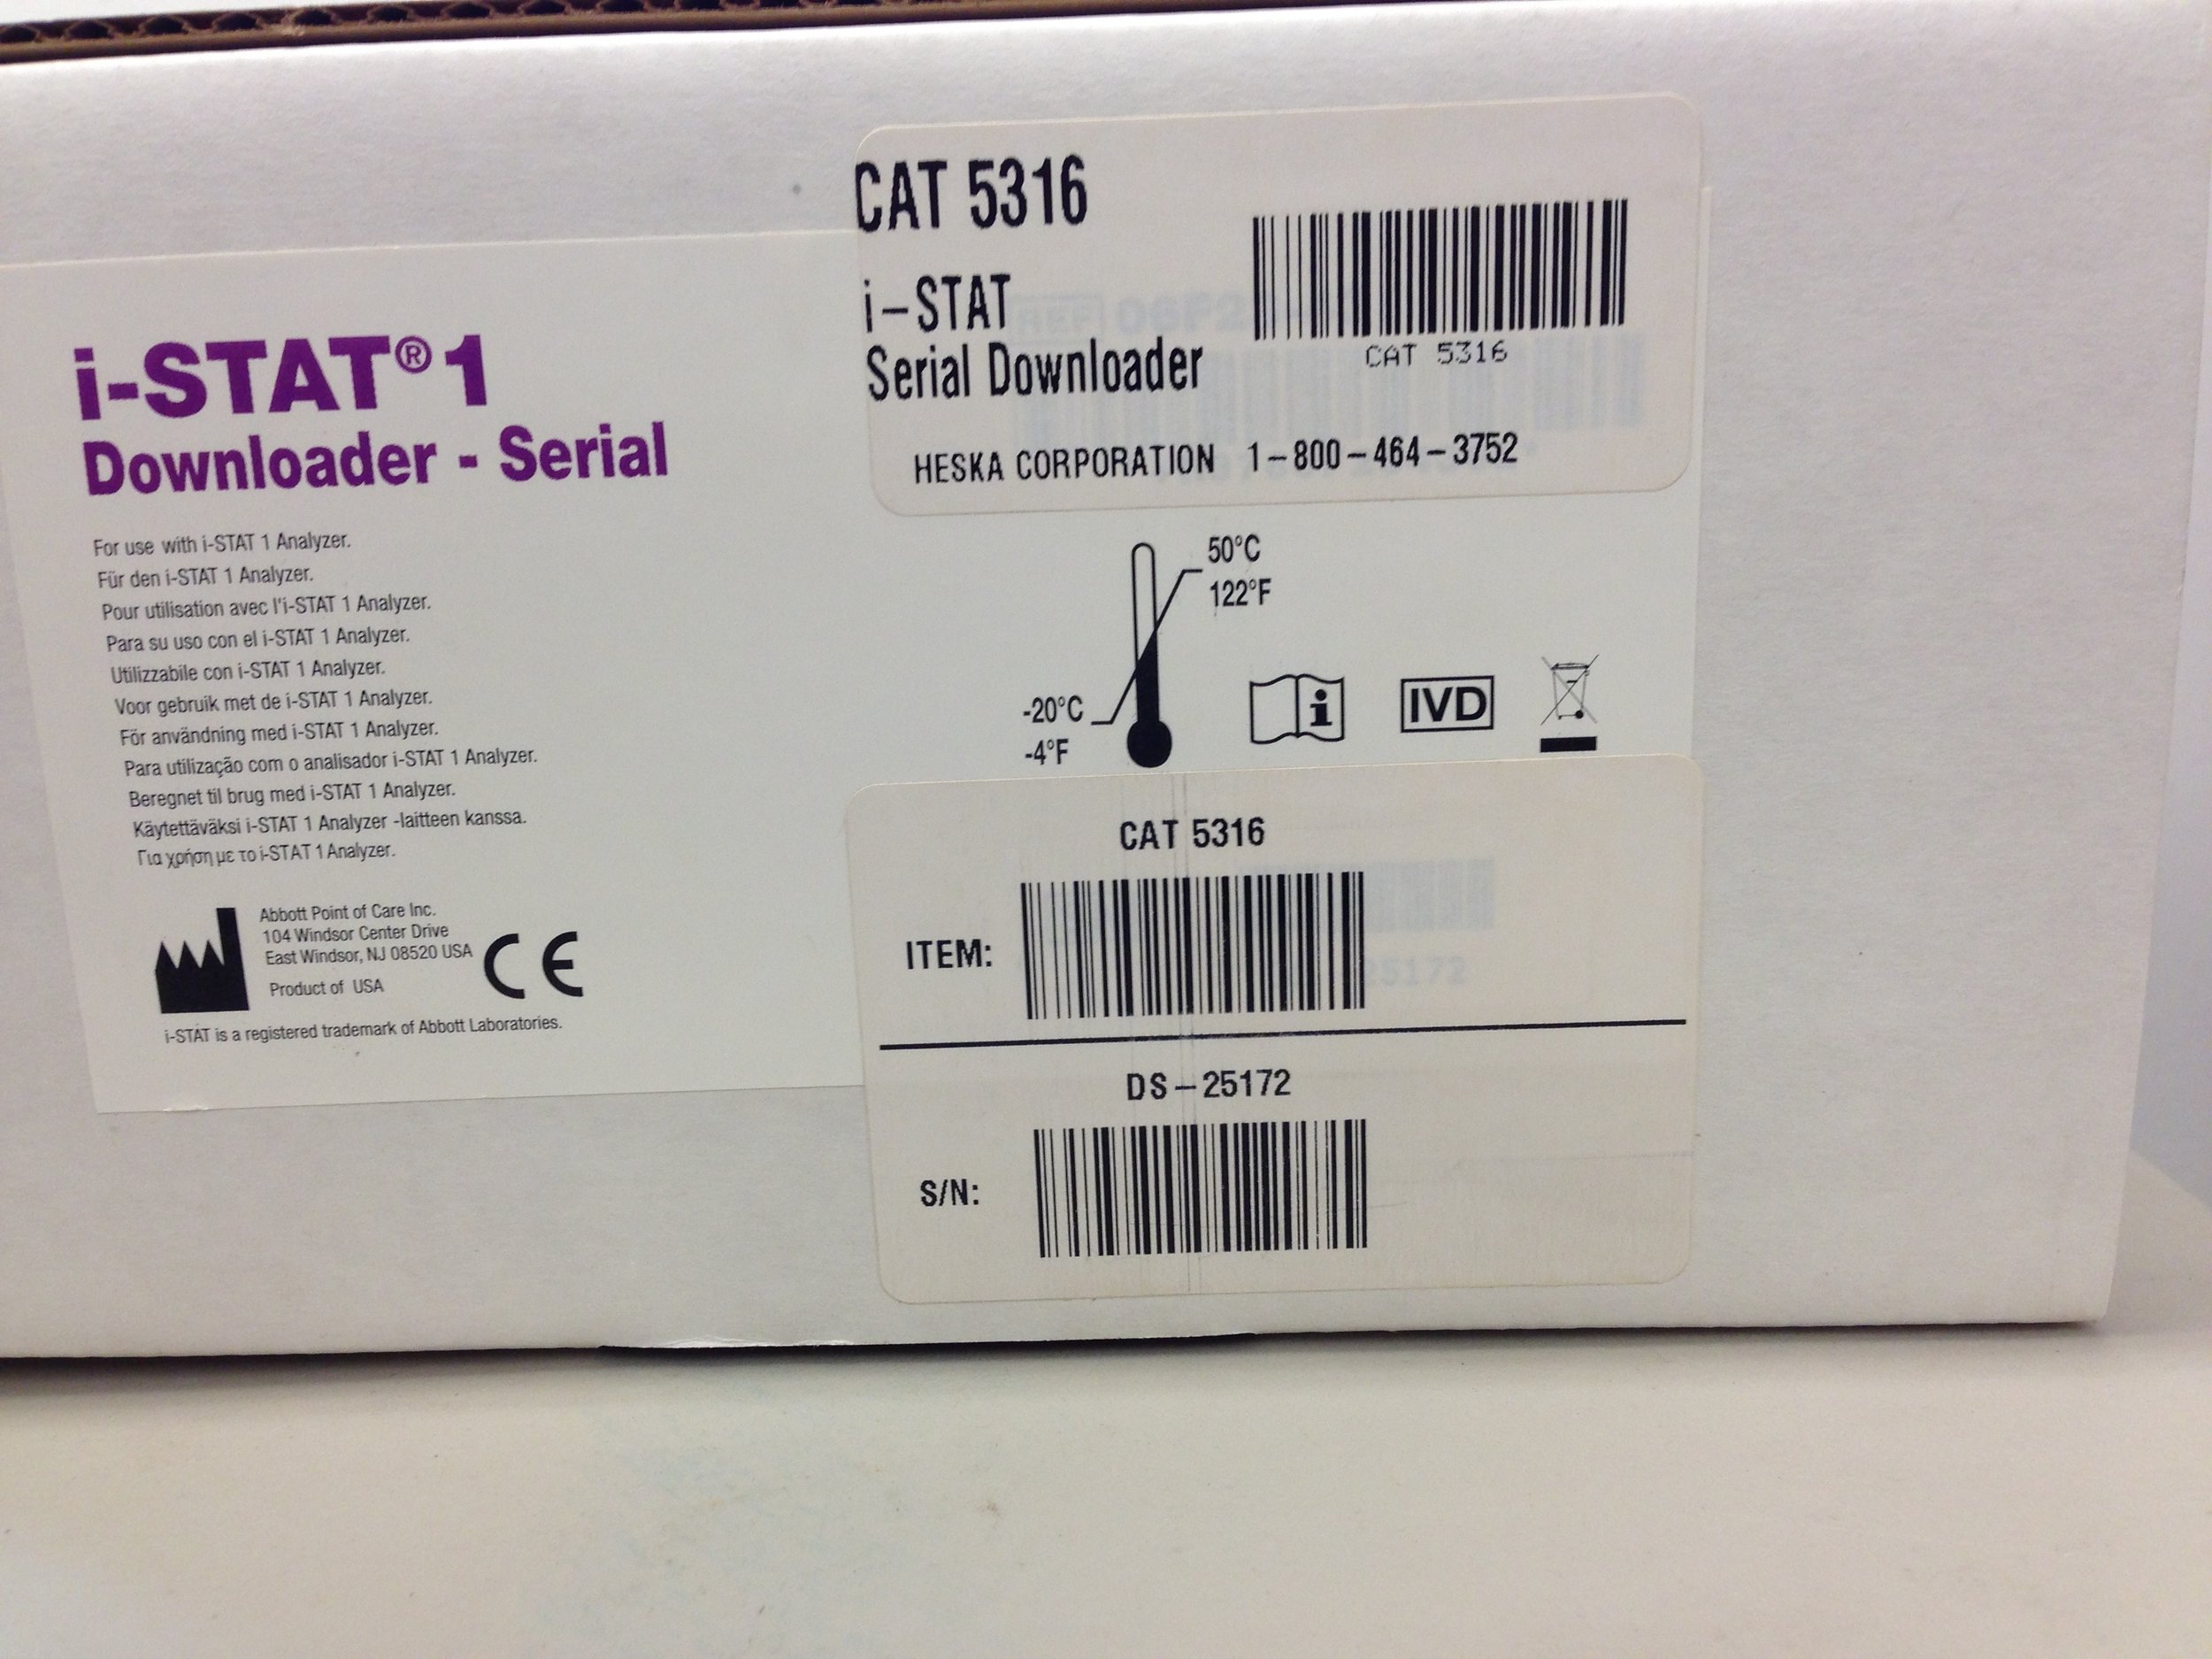 i-STAT®1
Downloader - Serial
For use with i-STAT 1 Analyzer.
Für den i-STAT 1 Analyzer.
Pour utilisation avec l'i-STAT 1 Analyzer.
Para su uso con el i-STAT 1 Analyzer.
Utilizzabile con i-STAT 1 Analyzer.
Voor gebruik met de i-STAT 1 Analyzer.
För användning med i-STAT 1 Analyzer.
Para utilização com o analisador i-STAT 1 Analyzer.
Beregnet til brug med i-STAT 1 Analyzer.
Käytettäväksi i-STAT 1 Analyzer -laitteen kanssa.
Για χρήση με το i-STAT 1 Analyzer.
Abbott Point of Care Inc.
104 Windsor Center Drive
East Windsor, NJ 08520 USA
Product of USA
CE
i-STAT is a registered trademark of Abbott Laboratories.
CAT 5316
i-STAT
Serial Downloader
CAT 5316
HESKA CORPORATION 1-800-464-3752
50°C
122°F
-20°C
-4°F
i
IVD
CAT 5316
ITEM:
25172
DS-25172
S/N: